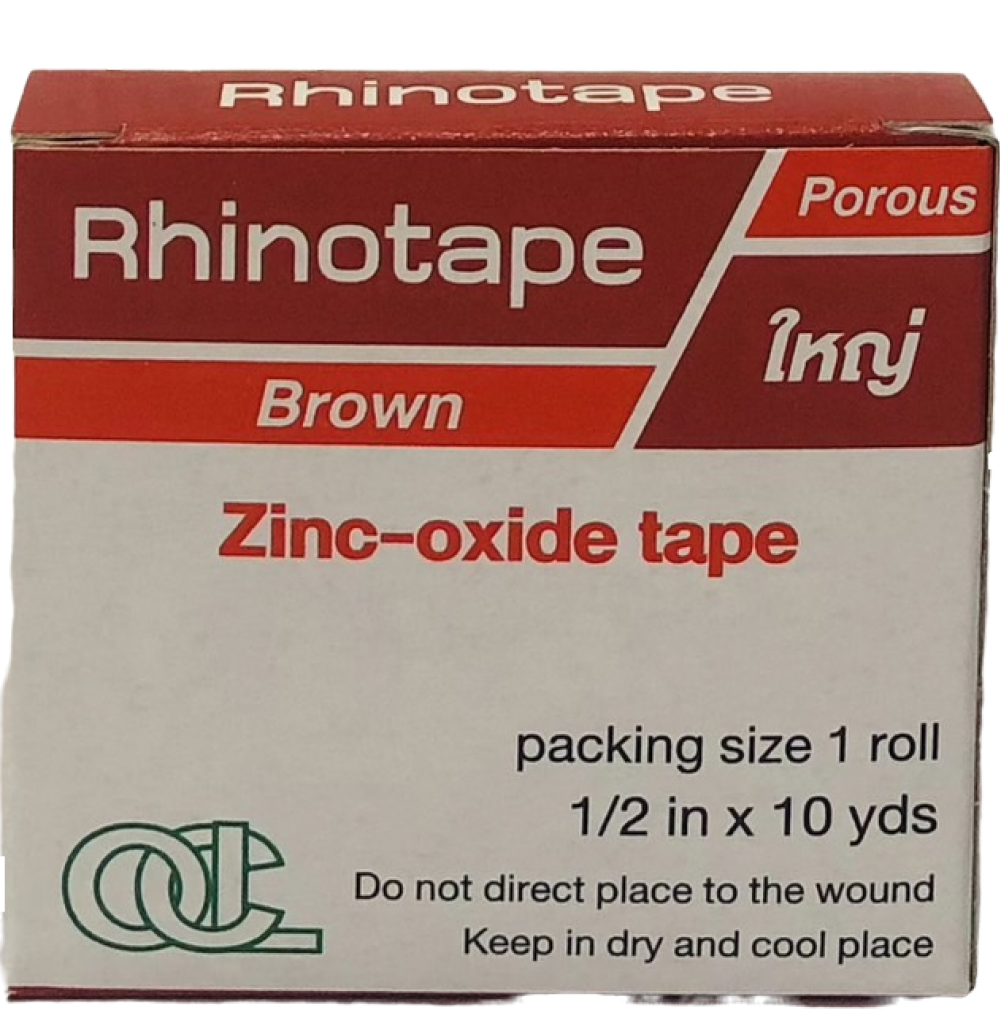 Rhinotape
Rhinotape
Porous
ใหญ่
Brown
Zinc-oxide tape
packing size 1 roll
1/2 in x 10 yds
Do not direct place to the wound
Keep in dry and cool place